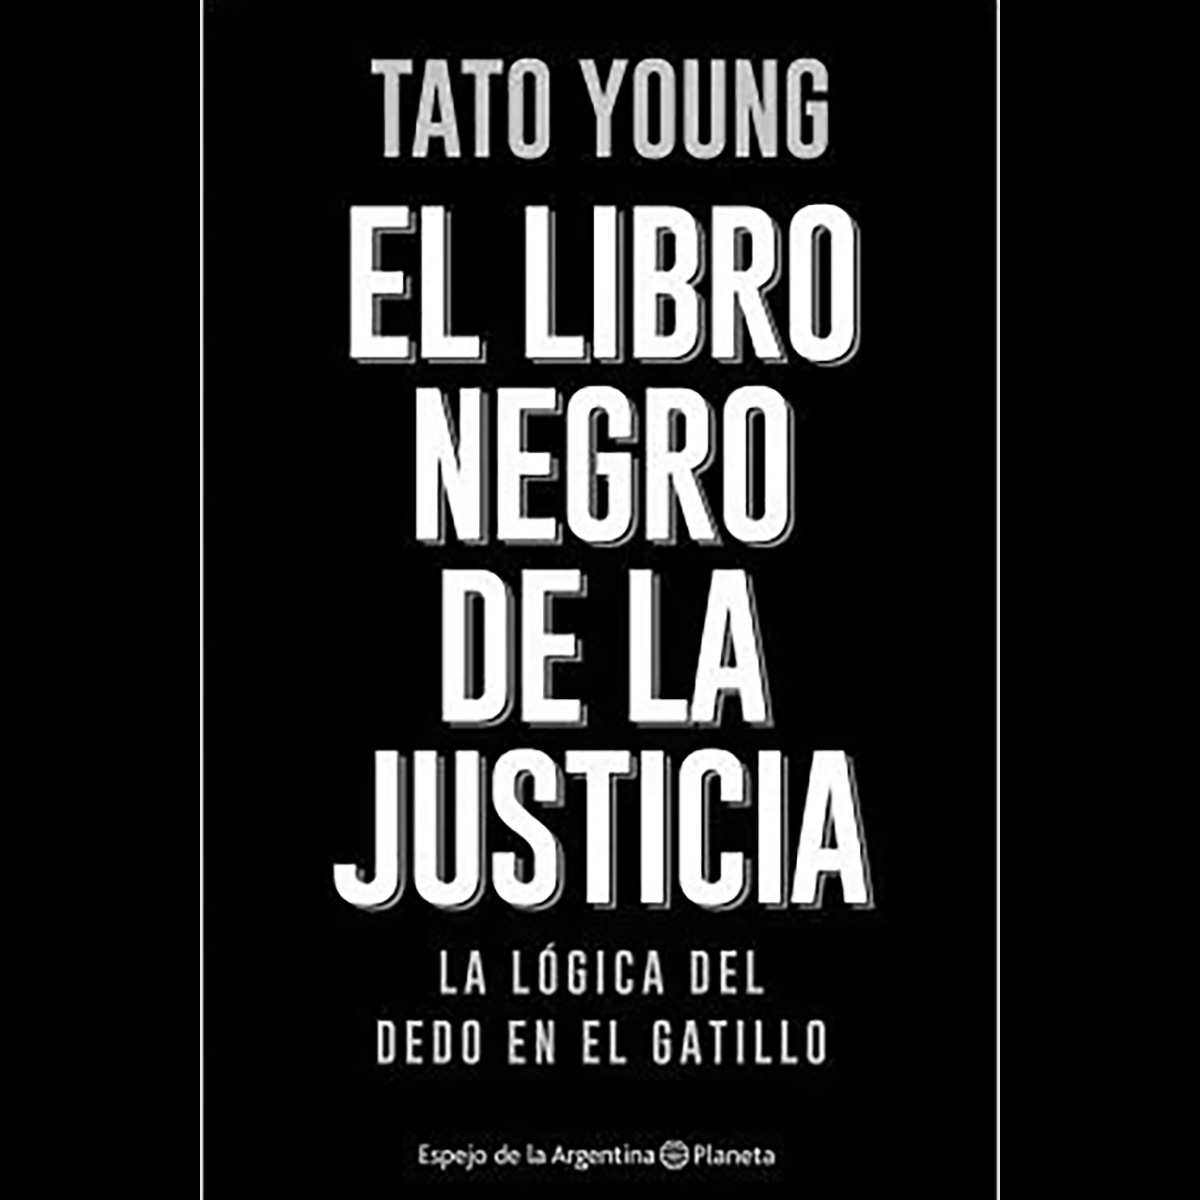 TATO YOUNG
EL LIBRO
NEGRO
DE LA
JUSTICIA
LA LÓGICA DEL
DEDO EN EL GATILLO
Espejo de la Argentina Planeta